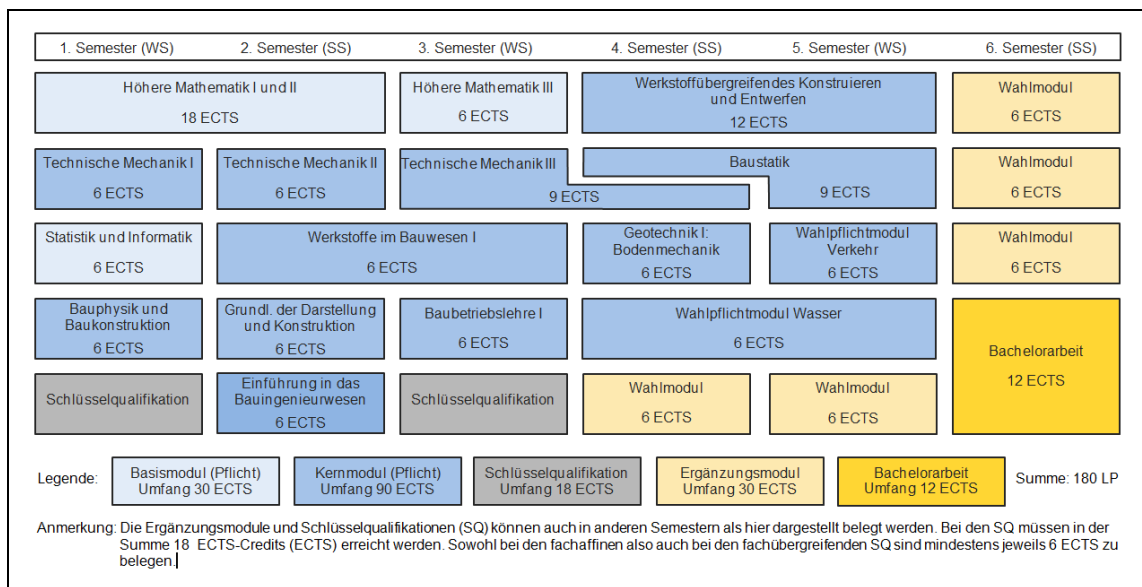 1. Semester (WS) 2. Semester (SS) 3. Semester (WS) 4. Semester (SS) 5. Semester (WS) 6. Semester (SS)
Höhere Mathematik I und II
18 ECTS
Höhere Mathematik III
6 ECTS
Werkstoffübergreifendes Konstruieren
und Entwerfen
12 ECTS
Wahlmodul
6 ECTS
Technische Mechanik I
6 ECTS
Technische Mechanik II
6 ECTS
Technische Mechanik III
9 ECTS
Baustatik
9 ECTS
Wahlmodul
6 ECTS
Statistik und Informatik
6 ECTS
Werkstoffe im Bauwesen I
6 ECTS
Geotechnik I:
Bodenmechanik
6 ECTS
Wahlpflichtmodul
Verkehr
6 ECTS
Wahlmodul
6 ECTS
Bauphysik und
Baukonstruktion
6 ECTS
Grundl. der Darstellung
und Konstruktion
6 ECTS
Baubetriebslehre I
6 ECTS
Wahlpflichtmodul Wasser
6 ECTS
Bachelorarbeit
12 ECTS
Schlüsselqualifikation
Einführung in das
Bauingenieurwesen
6 ECTS
Schlüsselqualifikation
Wahlmodul
6 ECTS
Wahlmodul
6 ECTS
Legende:
Basismodul (Pflicht)
Umfang 30 ECTS
Kernmodul (Pflicht)
Umfang 90 ECTS
Schlüsselqualifikation
Umfang 18 ECTS
Ergänzungsmodul
Umfang 30 ECTS
Bachelorarbeit
Umfang 12 ECTS
Summe: 180 LP
Anmerkung: Die Ergänzungsmodule und Schlüsselqualifikationen (SQ) können auch in anderen Semestern als hier dargestellt belegt werden. Bei den SQ müssen in der
Summe 18 ECTS-Credits (ECTS) erreicht werden. Sowohl bei den fachaffinen also auch bei den fachübergreifenden SQ sind mindestens jeweils 6 ECTS zu
belegen.